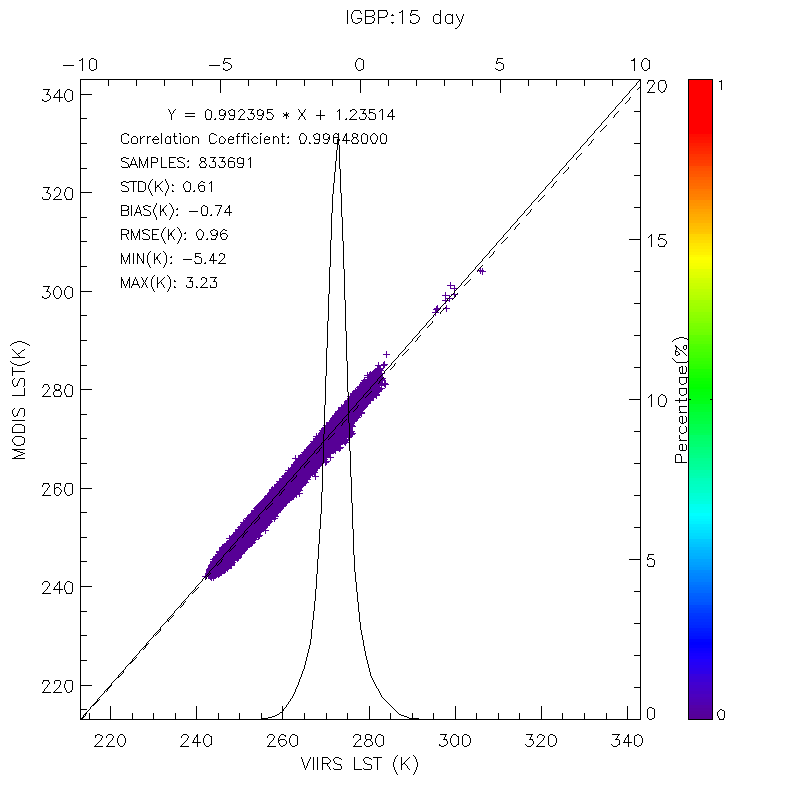 IGBP:15 day
−10 −5 0 5 10
Y = 0.992395 * X + 1.23514
Correlation Coefficient: 0.99648000
SAMPLES: 833691
STD(K): 0.61
BIAS(K): −0.74
RMSE(K): 0.96
MIN(K): −5.42
MAX(K): 3.23
340
320
300
280
260
240
220
MODIS LST(K)
20
15
10
5
0
Percentage(%)
1
0
220 240 260 280 300 320 340
VIIRS LST (K)